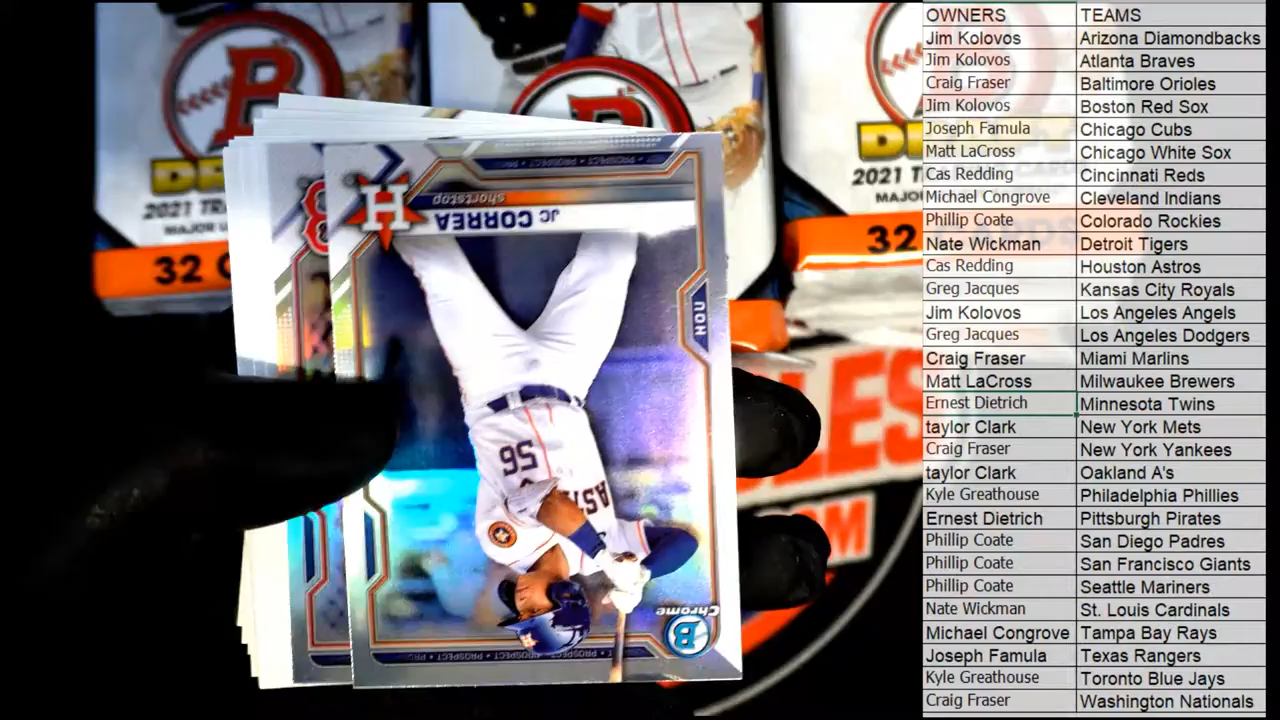 OWNERS TEAMS
Jim Kolovos Arizona Diamondbacks
Jim Kolovos Atlanta Braves
Craig Fraser Baltimore Orioles
Jim Kolovos Boston Red Sox
Joseph Famula Chicago Cubs
Matt LaCross Chicago White Sox
Cas Redding Cincinnati Reds
Michael Congrove Cleveland Indians
Phillip Coate Colorado Rockies
Nate Wickman Detroit Tigers
Cas Redding Houston Astros
Greg Jacques Kansas City Royals
Jim Kolovos Los Angeles Angels
Greg Jacques Los Angeles Dodgers
Craig Fraser Miami Marlins
Matt LaCross Milwaukee Brewers
Ernest Dietrich Minnesota Twins
taylor Clark New York Mets
Craig Fraser New York Yankees
taylor Clark Oakland A's
Kyle Greathouse Philadelphia Phillies
Ernest Dietrich Pittsburgh Pirates
Phillip Coate San Diego Padres
Phillip Coate San Francisco Giants
Phillip Coate Seattle Mariners
Nate Wickman St. Louis Cardinals
Michael Congrove Tampa Bay Rays
Joseph Famula Texas Rangers
Kyle Greathouse Toronto Blue Jays
Craig Fraser Washington Nationals
B
2021
32
B
2021
32
PROSPECT • PROSPECT
shortstop
JC CORREA
H
HOU
56
B
Chrome
PROSPECT • PROSPECT